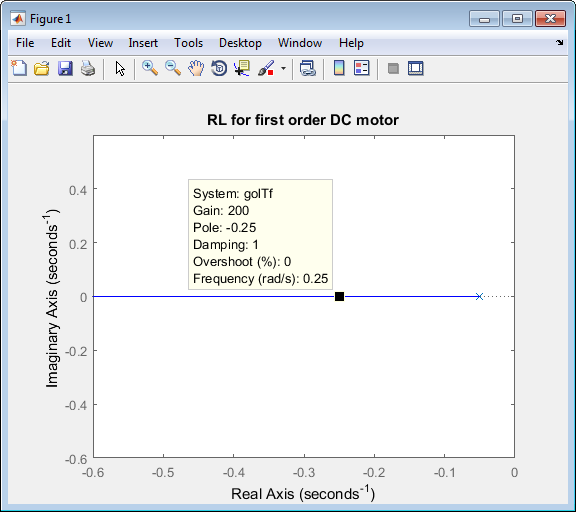 Figure 1
File Edit View Insert Tools Desktop Window Help
RL for first order DC motor
System: golTf
Gain: 200
Pole: -0.25
Damping: 1
Overshoot (%): 0
Frequency (rad/s): 0.25
Imaginary Axis (seconds⁻¹)
0.4
0.2
0
-0.2
-0.4
-0.6
-0.6 -0.5 -0.4 -0.3 -0.2 -0.1 0
Real Axis (seconds⁻¹)